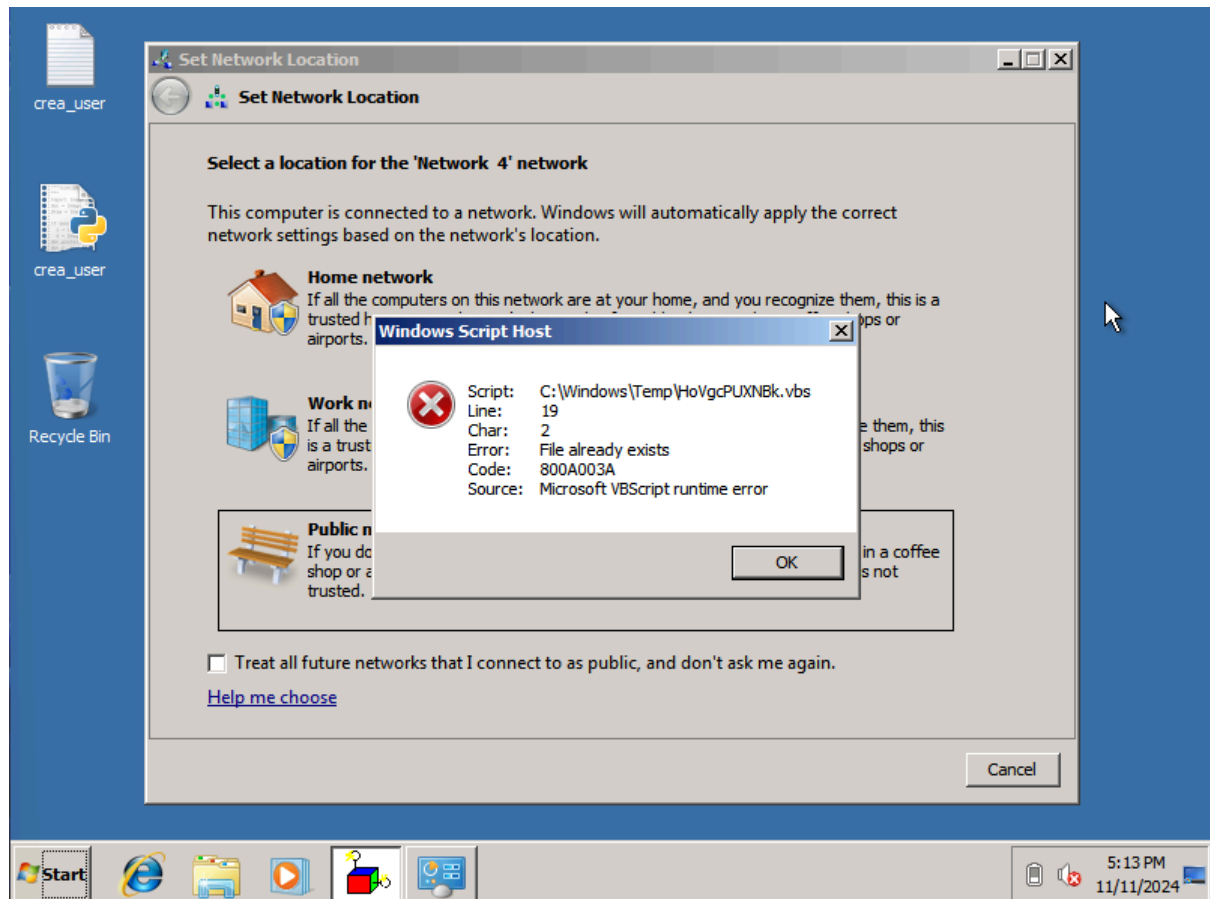 crea_user
crea_user
Recycle Bin
Set Network Location
Set Network Location
Select a location for the 'Network 4' network
This computer is connected to a network. Windows will automatically apply the correct
network settings based on the network's location.
Home network
If all the computers on this network are at your home, and you recognize them, this is a
trusted
airports.
Work
If all the
is a trust
airports.
e them, this
shops or
Public
If you do
shop or a
trusted.
in a coffee
s not
Windows Script Host
Script: C:\Windows\Temp\HoVgcPUXNBk.vbs
Line: 19
Char: 2
Error: File already exists
Code: 800A003A
Source: Microsoft VBScript runtime error
OK
Treat all future networks that I connect to as public, and don't ask me again.
Help me choose
Cancel
Start
5:13 PM
11/11/2024